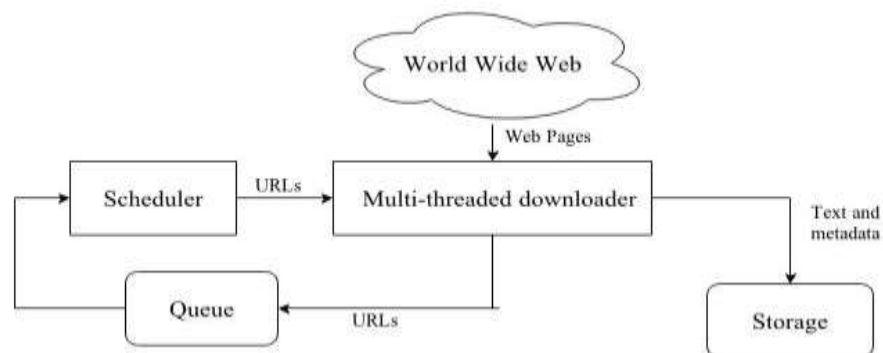 World Wide Web
Web Pages
Scheduler
URLs
Multi-threaded downloader
Text and
metadata
Queue
URLs
Storage